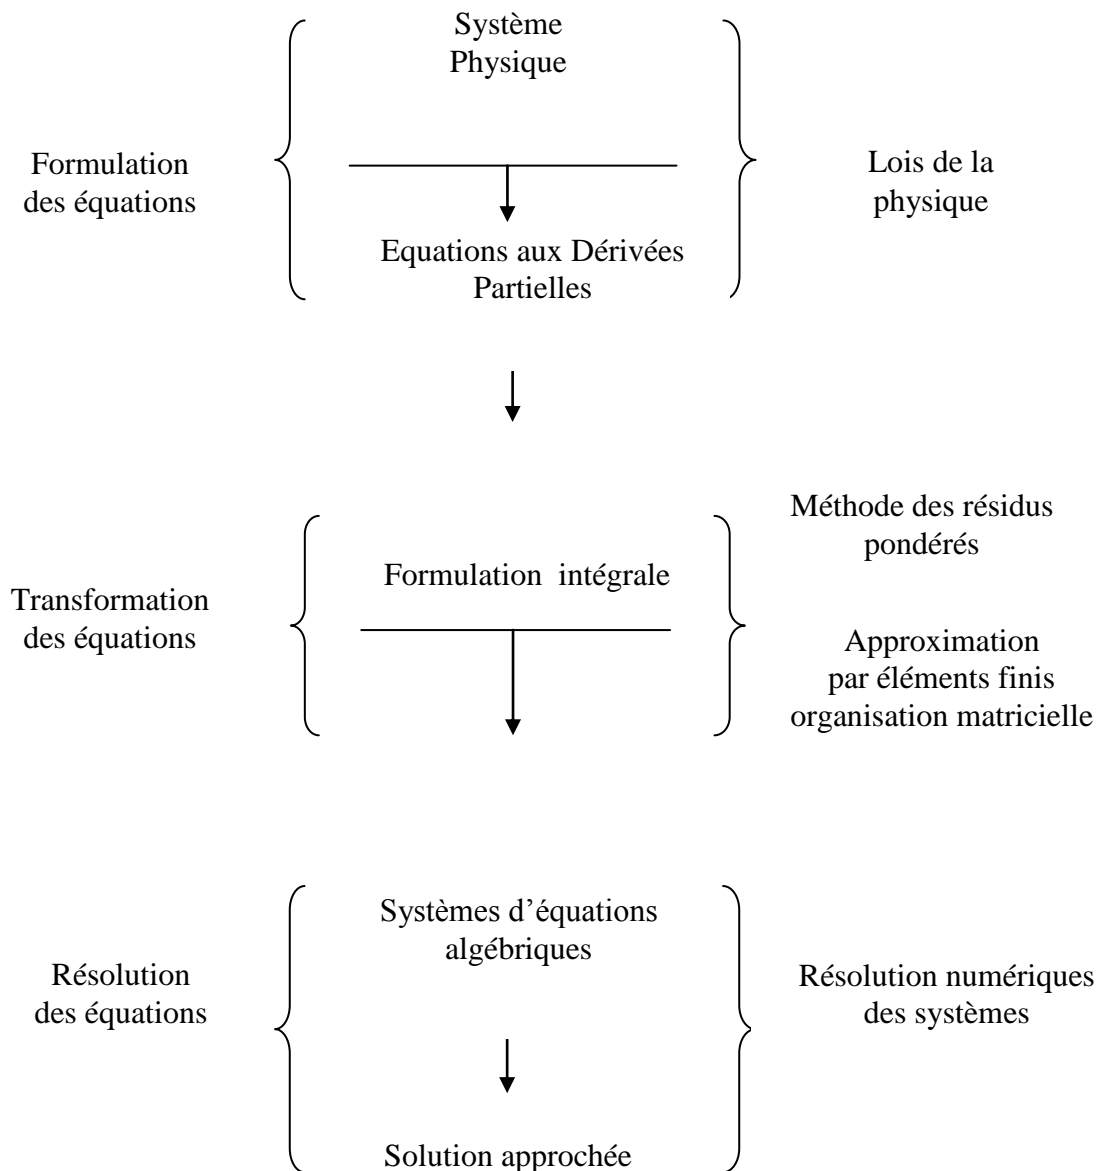 Système
Physique
Formulation
des équations
Lois de la
physique
Equations aux Dérivées
Partielles
Méthode des résidus
pondérés
Formulation intégrale
Transformation
des équations
Approximation
par éléments finis
organisation matricielle
Systèmes d’équations
algébriques
Résolution
des équations
Résolution numériques
des systèmes
Solution approchée